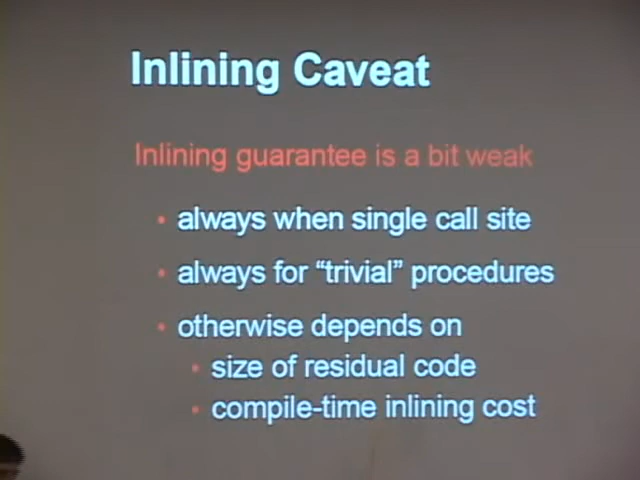 Inlining Caveat
Inlining guarantee is a bit weak
• always when single call site
• always for “trivial” procedures
• otherwise depends on
• size of residual code
• compile-time inlining cost